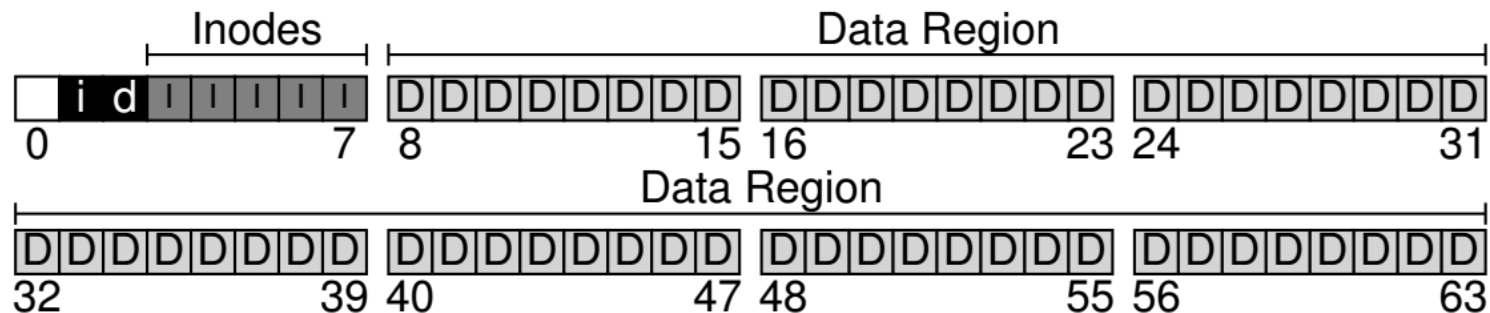 Inodes Data Region
i d I I I I I D D D D D D D D D D D D D D D D D D D D D D D D
0 7 8 15 16 23 24 31
Data Region
D D D D D D D D D D D D D D D D D D D D D D D D D D D D D D D D
32 39 40 47 48 55 56 63